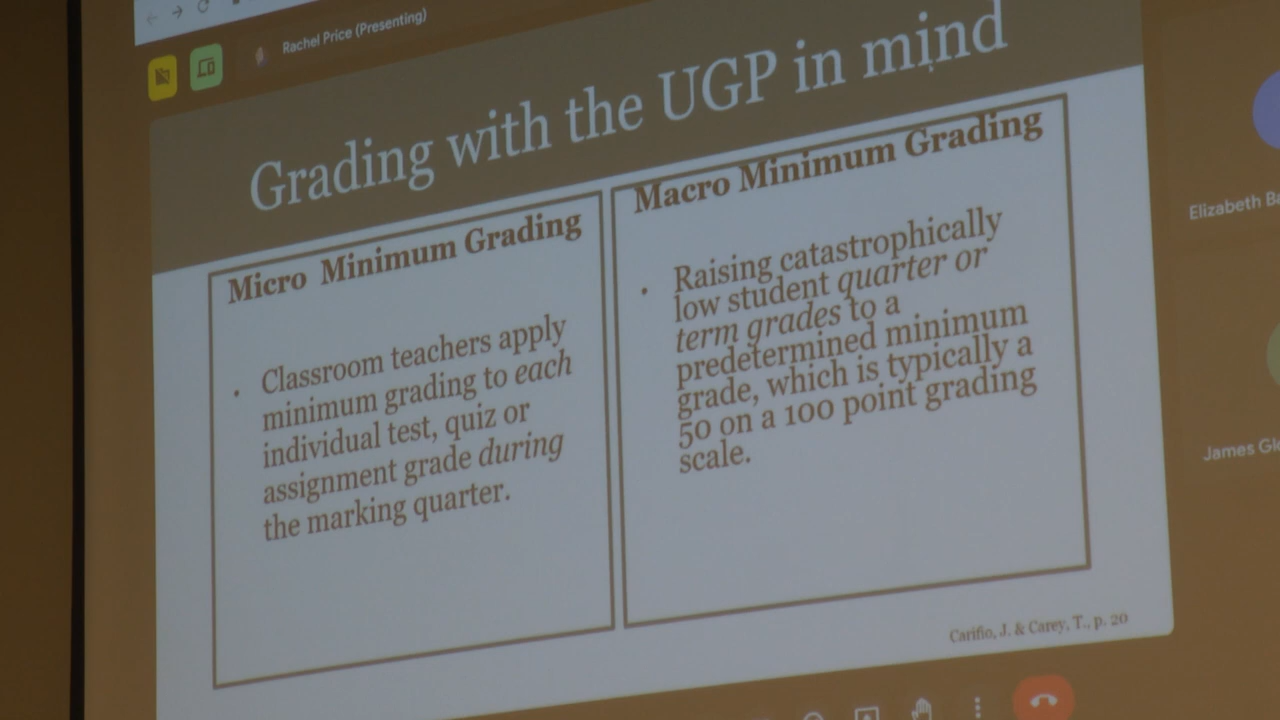 Rachel Price (Presenting)
Grading with the UGP in mind
Micro Minimum Grading
• Classroom teachers apply
minimum grading to each
individual test, quiz or
assignment grade during
the marking quarter.
Macro Minimum Grading
• Raising catastrophically
low student quarter or
term grades to a
predetermined minimum
grade, which is typically a
50 on a 100 point grading
scale.
Carifio, J. & Carey, T., p. 20
Elizabeth
James